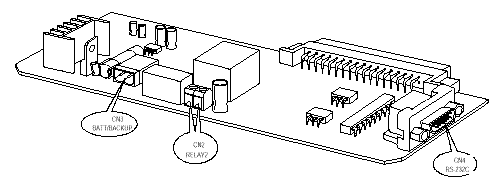 CN3
BATT/BACKUP
CN2
RELAY2
CN4
RS-232C